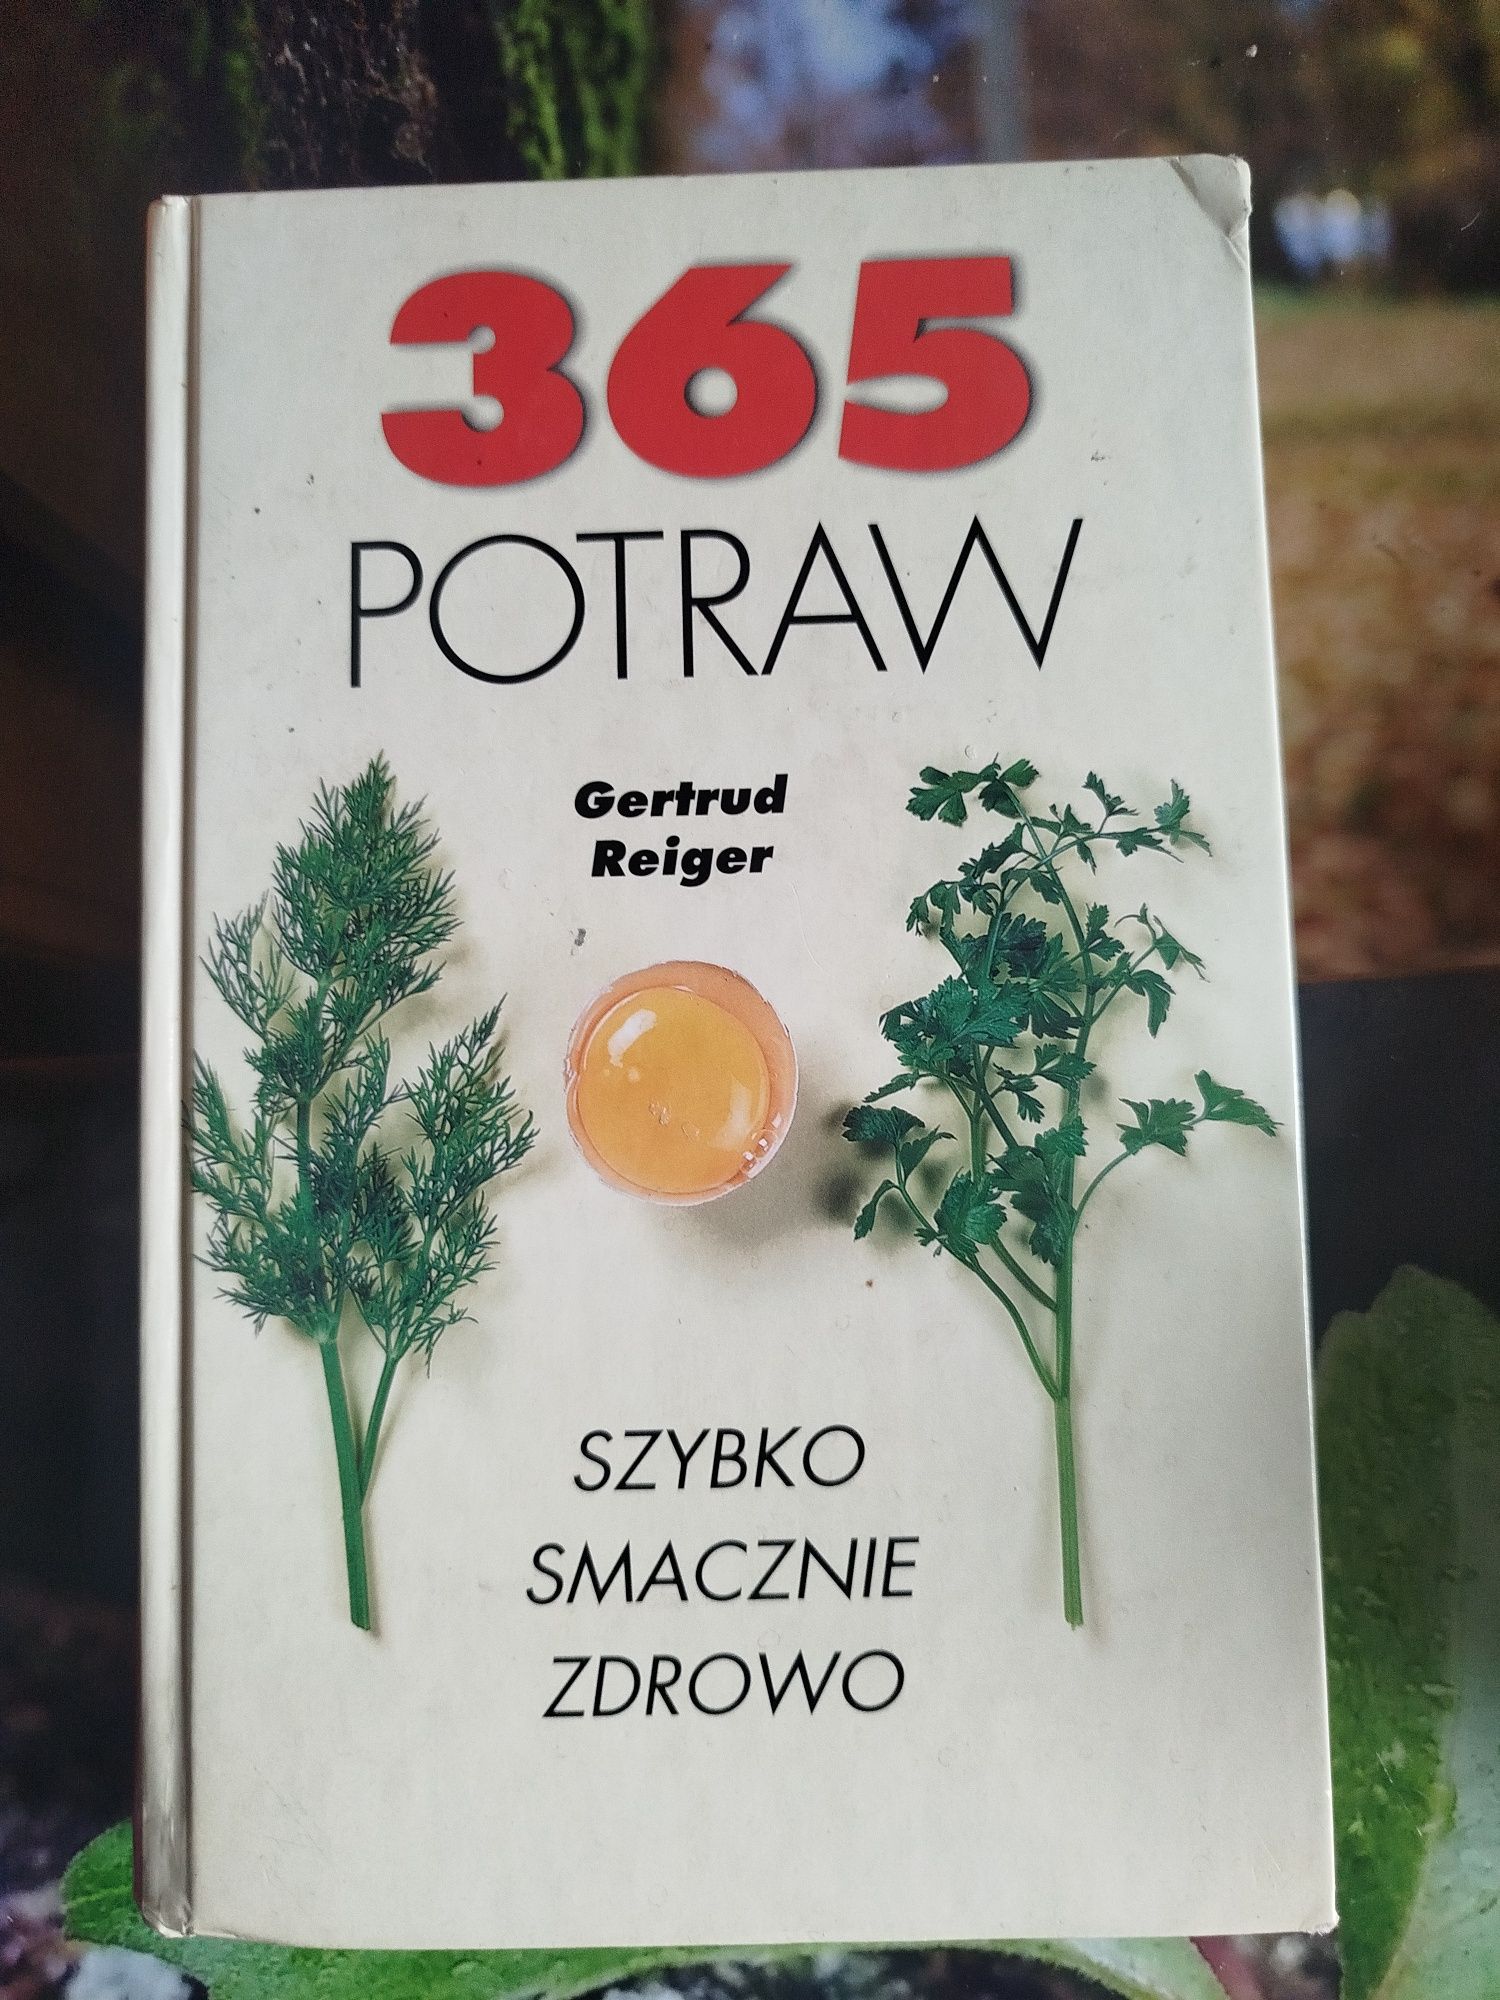 365
POTRAW
Gertrud
Reiger
SZYBKO
SMACZNIE
ZDROWO